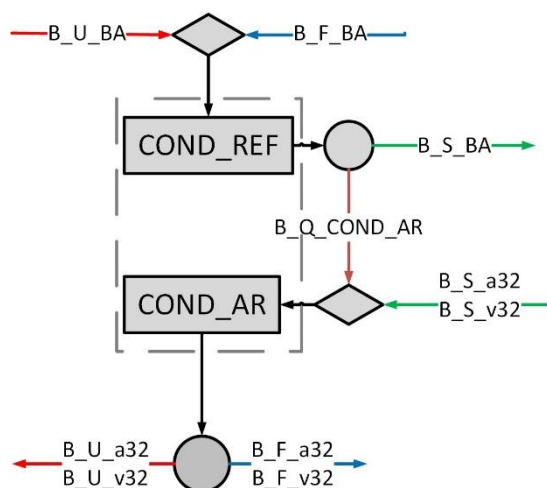 B_U_BA
B_F_BA
COND_REF
B_S_BA
B_Q_COND_AR
B_S_a32
B_S_v32
COND_AR
B_U_a32
B_U_v32
B_F_a32
B_F_v32